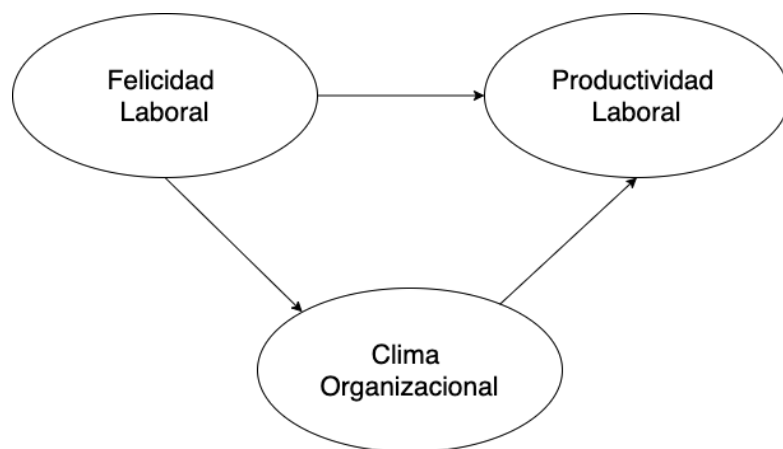 Felicidad
Laboral
Productividad
Laboral
Clima
Organizacional